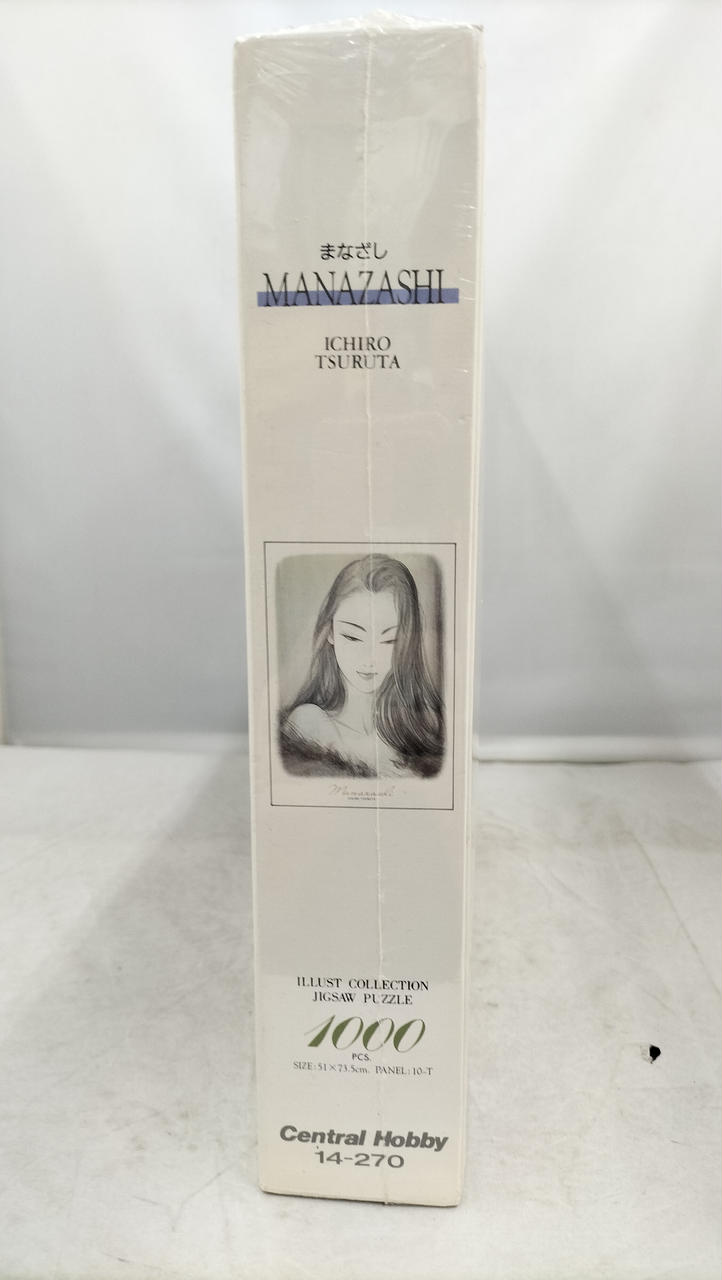 まなざし
MANAZASHI
ICHIRO
TSURUTA
Manazashi
ILLUST COLLECTION
JIGSAW PUZZLE
1000
PCS.
SIZE:51×73.5cm. PANEL:10-T
Central Hobby
14-270